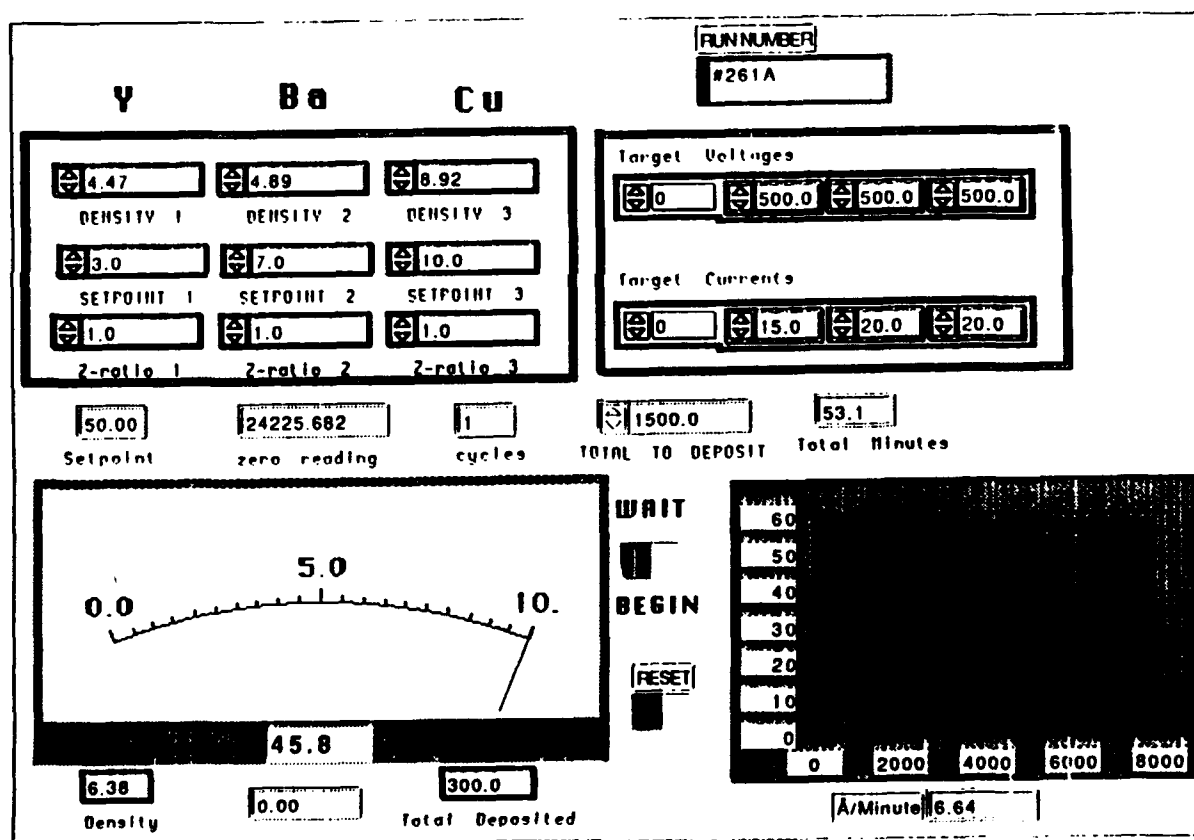 RUN NUMBER
#261A
Y Ba Cu
4.47 4.89 8.92
DENSITY 1 DENSITY 2 DENSITY 3
3.0 7.0 10.0
SETPOINT 1 SETPOINT 2 SETPOINT 3
1.0 1.0 1.0
Z-ratio 1 Z-ratio 2 Z-ratio 3
Target Voltages
0 500.0 500.0 500.0
Target Currents
0 15.0 20.0 20.0
50.00 24225.682 1 1500.0 53.1
Setpoint zero reading cycles TOTAL TO DEPOSIT Total Minutes
0.0 5.0 10.
45.8
6.38 0.00 300.0
Density Total Deposited
WAIT
BEGIN
RESET
60
50
40
30
20
10
0
0 2000 4000 6000 8000
Å/Minute 6.64